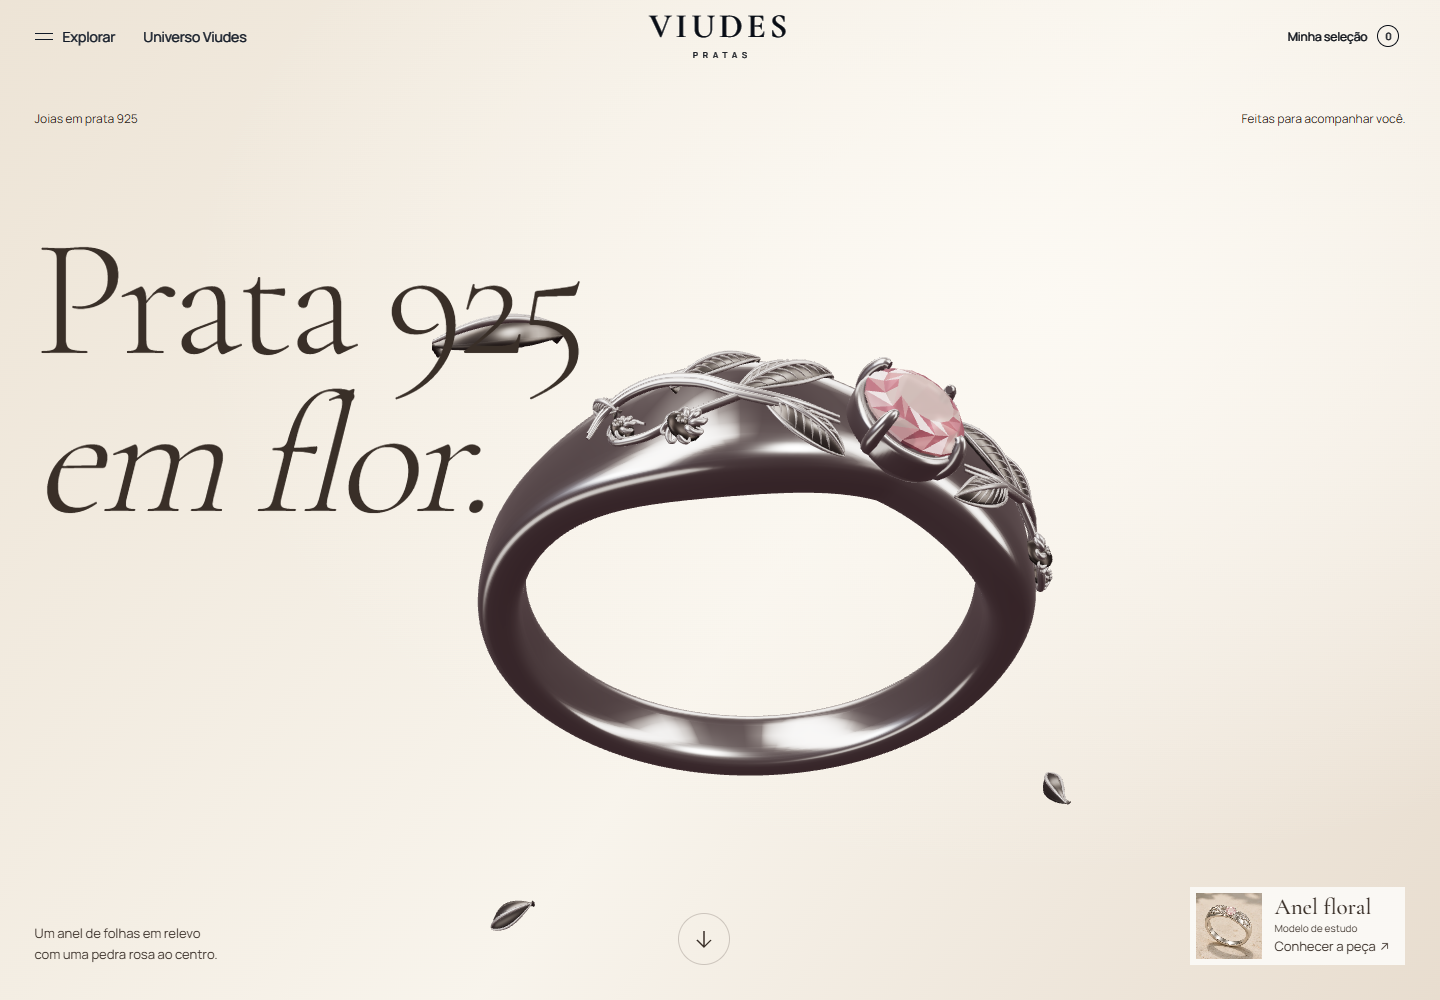 Explorar
Universo Viudes
VIUDES
PRATAS
Minha seleção 0
Joias em prata 925
Feitas para acompanhar você.
Prata 925
em flor.
Um anel de folhas em relevo
com uma pedra rosa ao centro.
Anel floral
Modelo de estudo
Conhecer a peça ↗